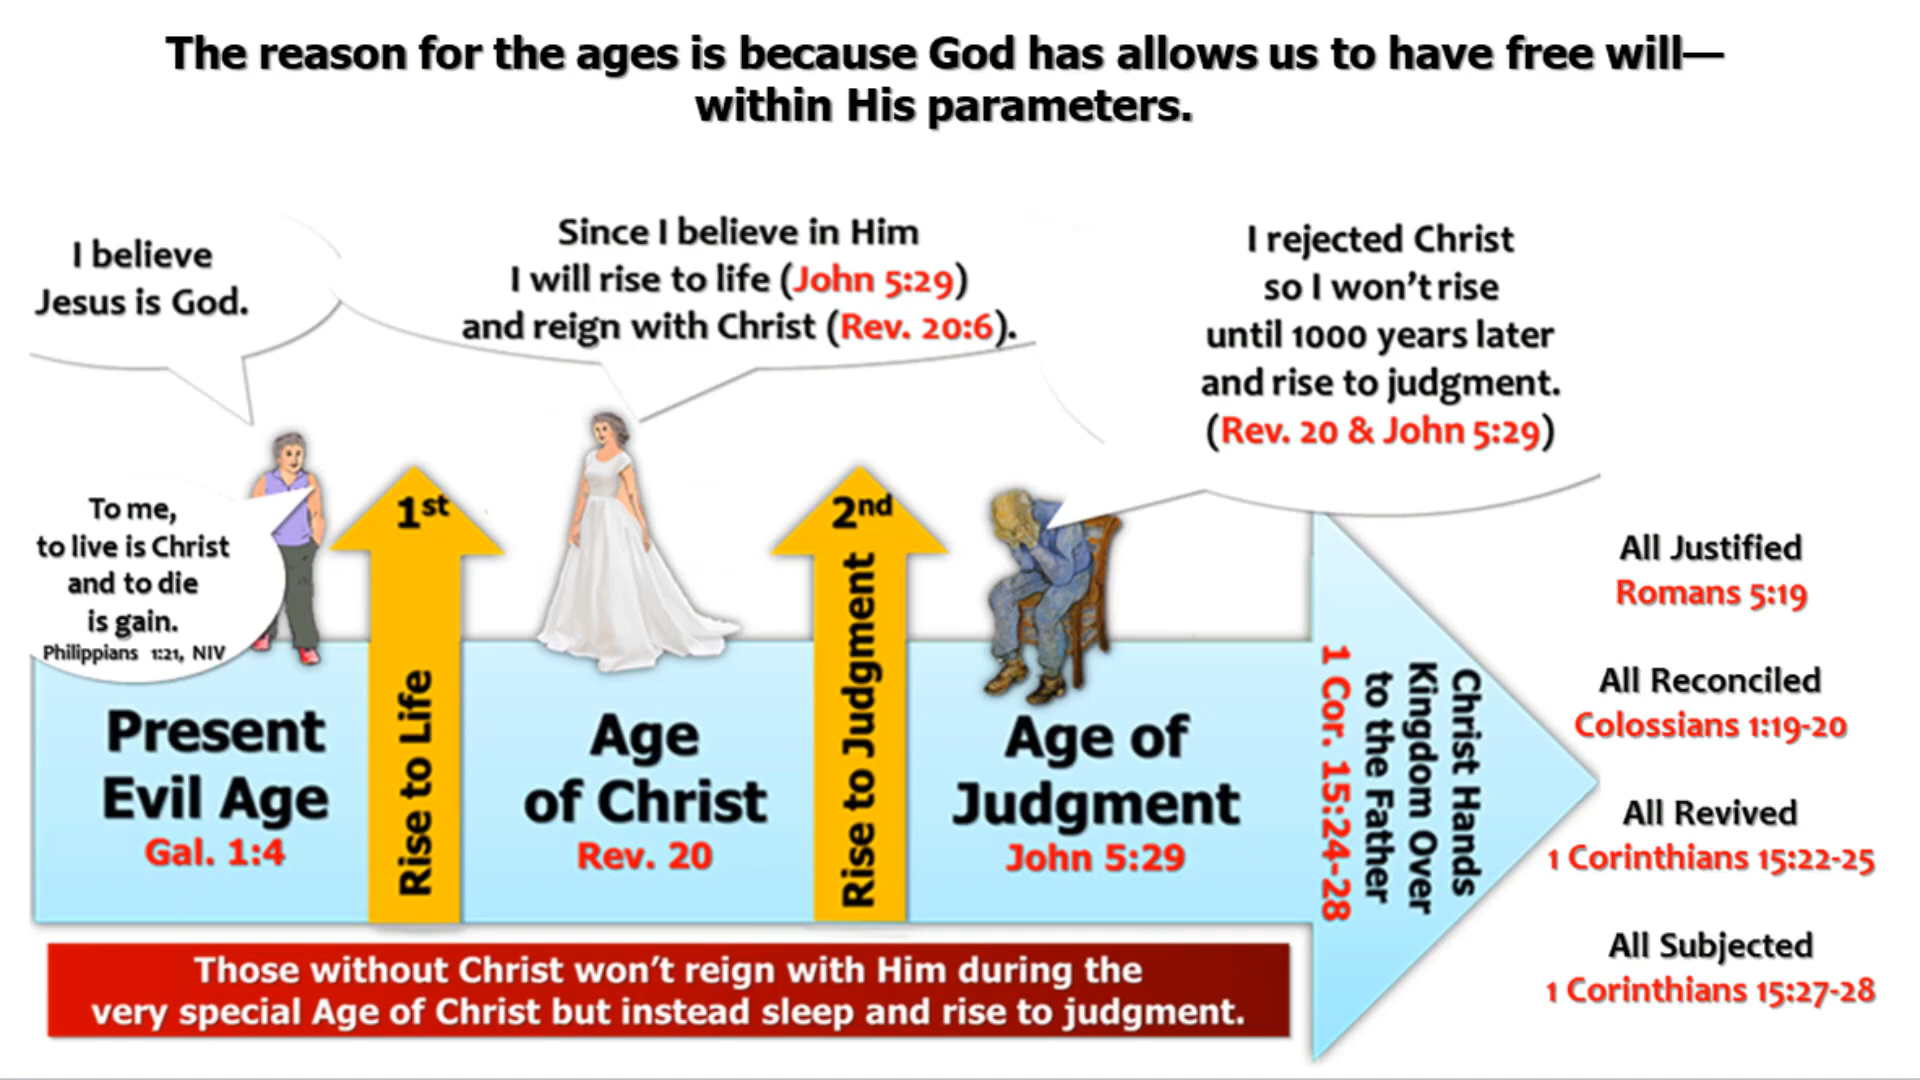 The reason for the ages is because God has allows us to have free will—
within His parameters.
I believe
Jesus is God.
Since I believe in Him
I will rise to life (John 5:29)
and reign with Christ (Rev. 20:6).
I rejected Christ
so I won't rise
until 1000 years later
and rise to judgment.
(Rev. 20 & John 5:29)
To me,
to live is Christ
and to die
is gain.
Philippians 1:21, NIV
1st
Rise to Life
2nd
Rise to Judgment
Present
Evil Age
Gal. 1:4
Age
of Christ
Rev. 20
Age of
Judgment
John 5:29
Christ Hands
Kingdom Over
to the Father
1 Cor. 15:24-28
All Justified
Romans 5:19
All Reconciled
Colossians 1:19-20
All Revived
1 Corinthians 15:22-25
All Subjected
1 Corinthians 15:27-28
Those without Christ won't reign with Him during the
very special Age of Christ but instead sleep and rise to judgment.